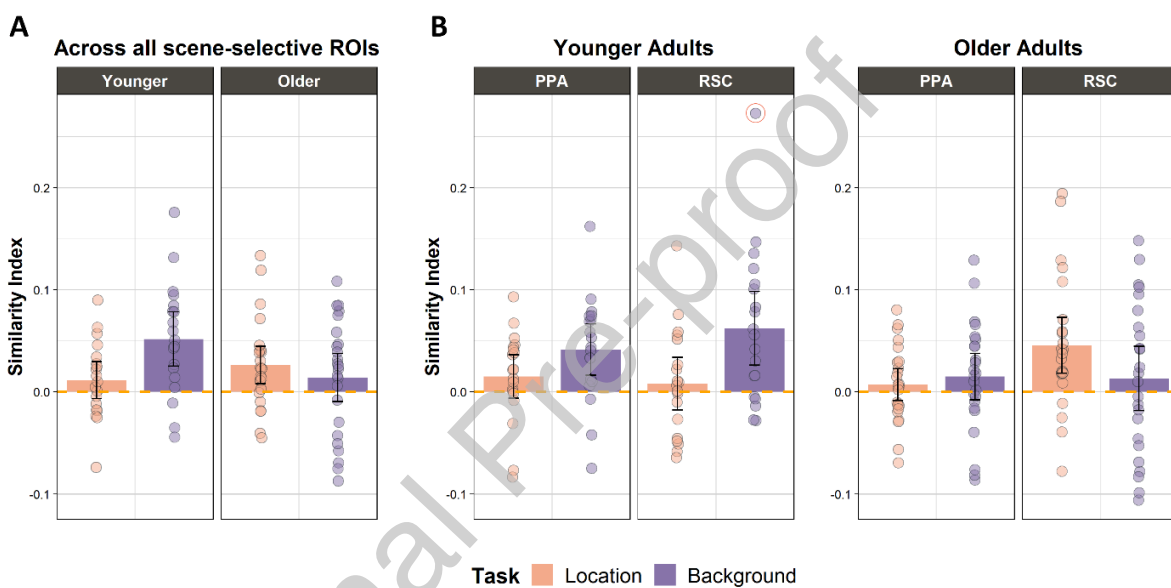 A
B
Across all scene-selective ROIs
Younger Adults
Older Adults
Younger
Older
PPA
RSC
PPA
RSC
Similarity Index
0.2
0.1
0.0
-0.1
Similarity Index
0.2
0.1
0.0
-0.1
0.2
0.1
0.0
-0.1
Task
Location
Background
nal Pre-proof